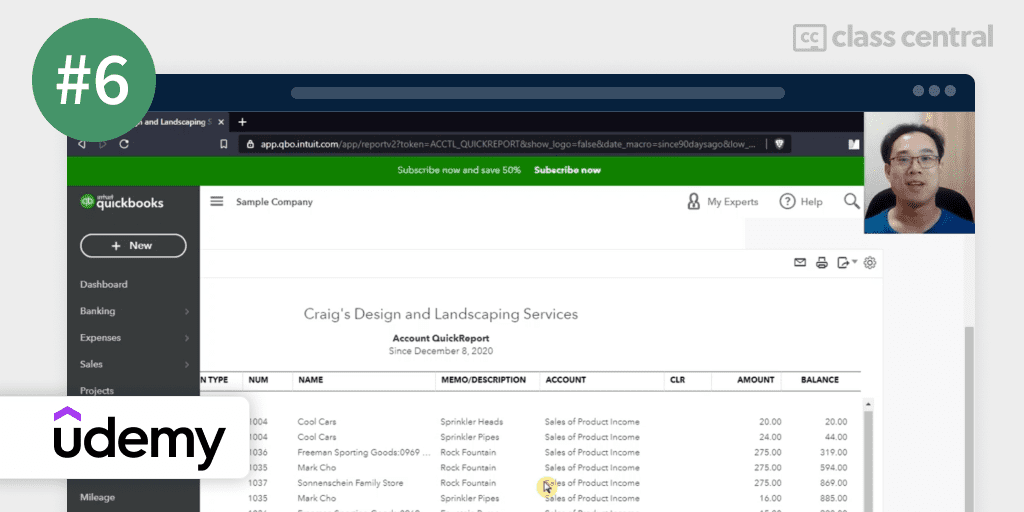 #6
cc class central
n and Landscaping S × +
app.qbo.intuit.com/app/reportv2?token=ACCTL_QUICKREPORT&show_logo=false&date_macro=since90daysago&low_...
Subscribe now and save 50% Subscribe now
qb intuit quickbooks
Sample Company
My Experts
? Help
+ New
Dashboard
Banking
Expenses
Sales
Projects
Mileage
Craig's Design and Landscaping Services
Account QuickReport
Since December 8, 2020
N TYPE NUM NAME MEMO/DESCRIPTION ACCOUNT CLR AMOUNT BALANCE
1004 Cool Cars Sprinkler Heads Sales of Product Income 20.00 20.00
1004 Cool Cars Sprinkler Pipes Sales of Product Income 24.00 44.00
1036 Freeman Sporting Goods:0969 ... Rock Fountain Sales of Product Income 275.00 319.00
1035 Mark Cho Rock Fountain Sales of Product Income 275.00 594.00
1037 Sonnenschein Family Store Rock Fountain Sales of Product Income 275.00 869.00
1035 Mark Cho Sprinkler Pipes Sales of Product Income 16.00 885.00
udemy